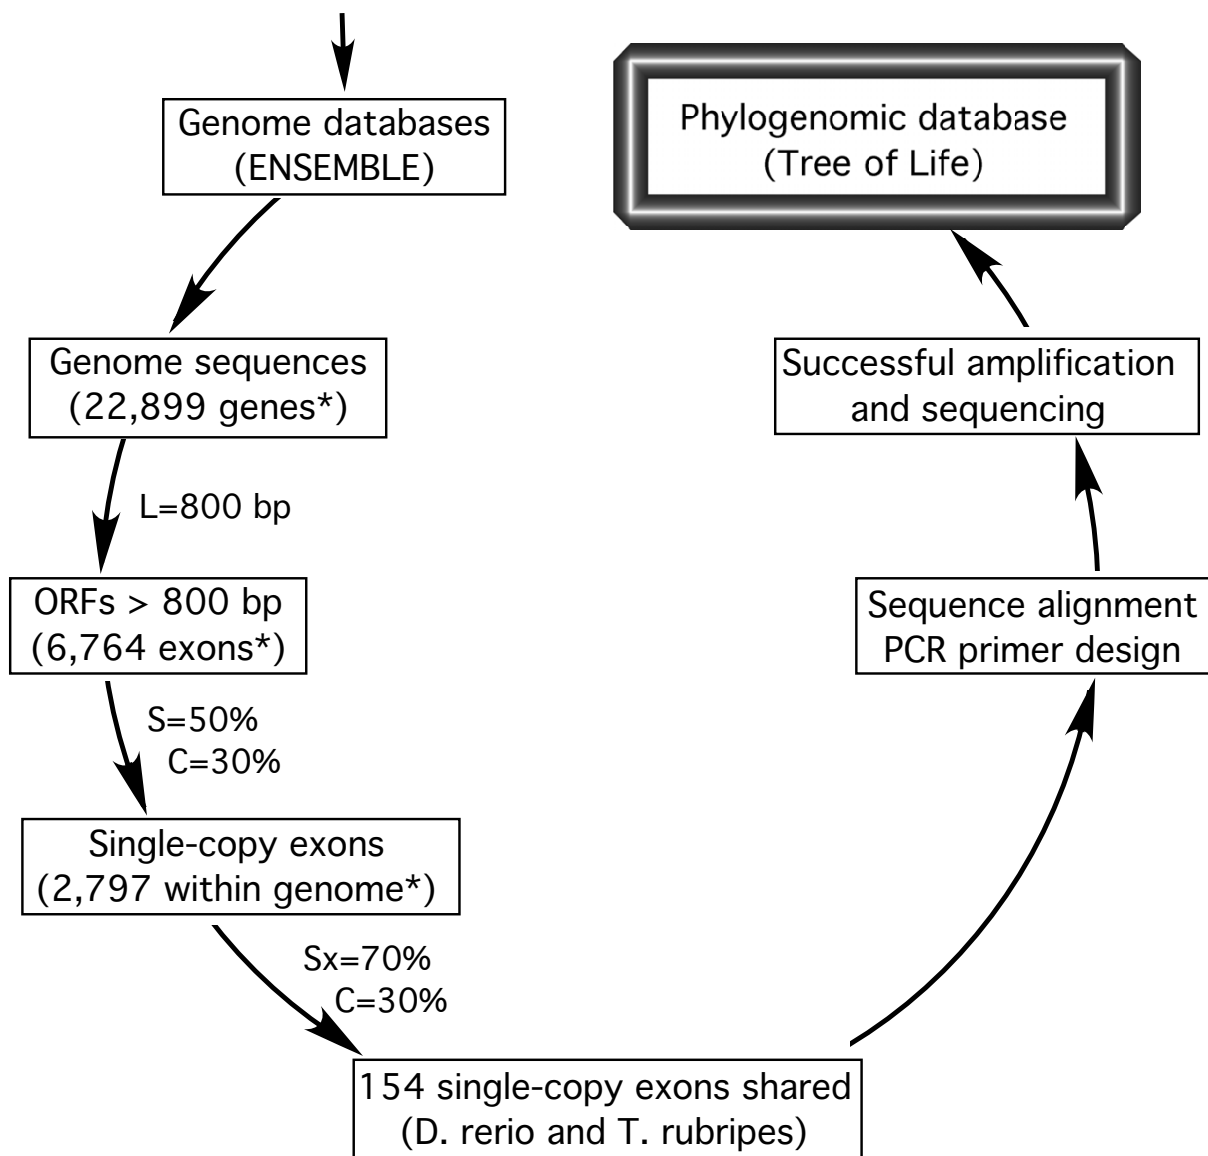 Genome databases
(ENSEMBLE)
Genome sequences
(22,899 genes*)
L=800 bp
ORFs > 800 bp
(6,764 exons*)
S=50%
C=30%
Single-copy exons
(2,797 within genome*)
Sx=70%
C=30%
154 single-copy exons shared
(D. rerio and T. rubripes)
Sequence alignment
PCR primer design
Successful amplification
and sequencing
Phylogenomic database
(Tree of Life)